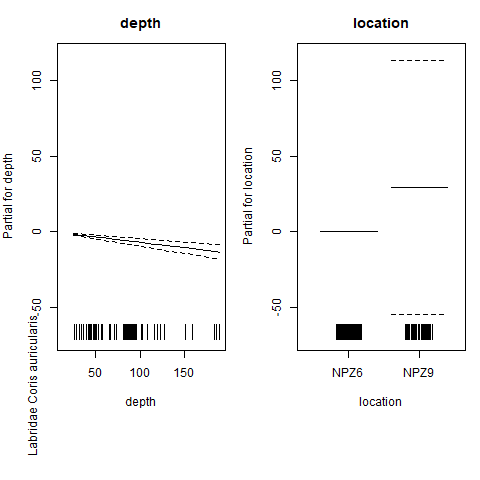 depth
location
Partial for depth
100
50
0
-50
50
100
150
depth
Labridae Coris auricularis
Partial for location
100
50
0
-50
NPZ6
NPZ9
location